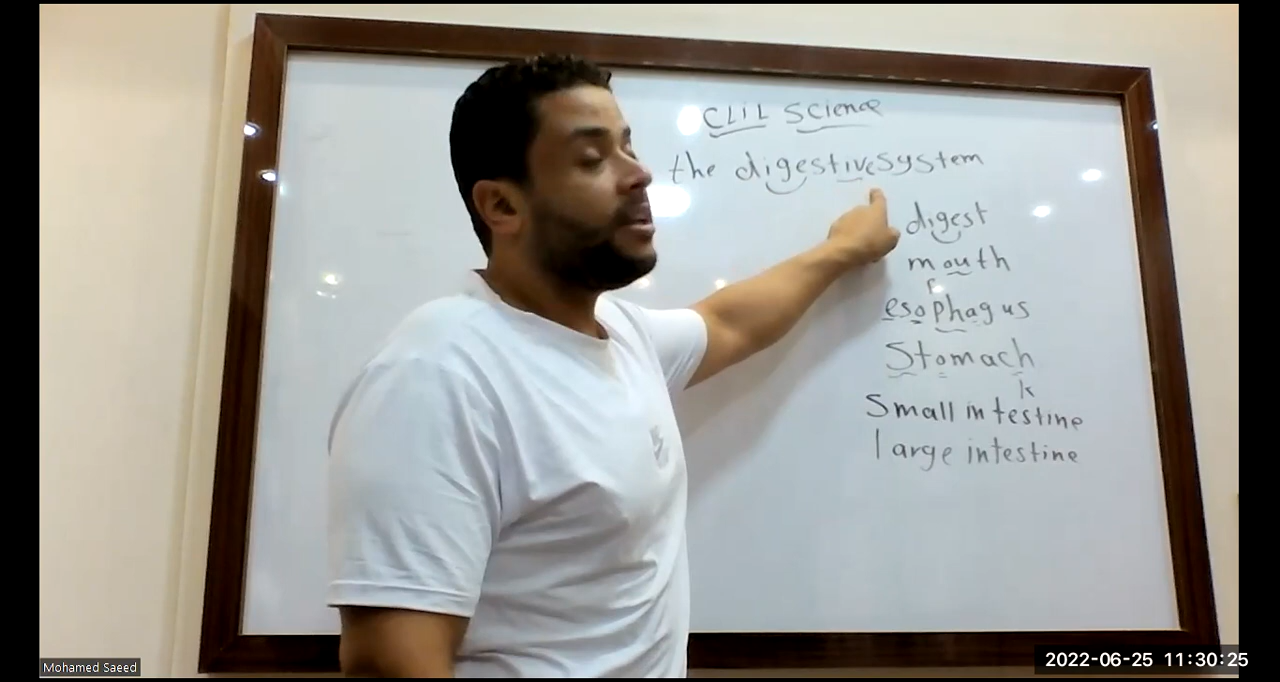 CLiL Science
the digestive system
digest
mouth
F
esophagus
Stomach
k
Small intestine
large intestine
Mohamed Saeed
2022-06-25 11:30:25